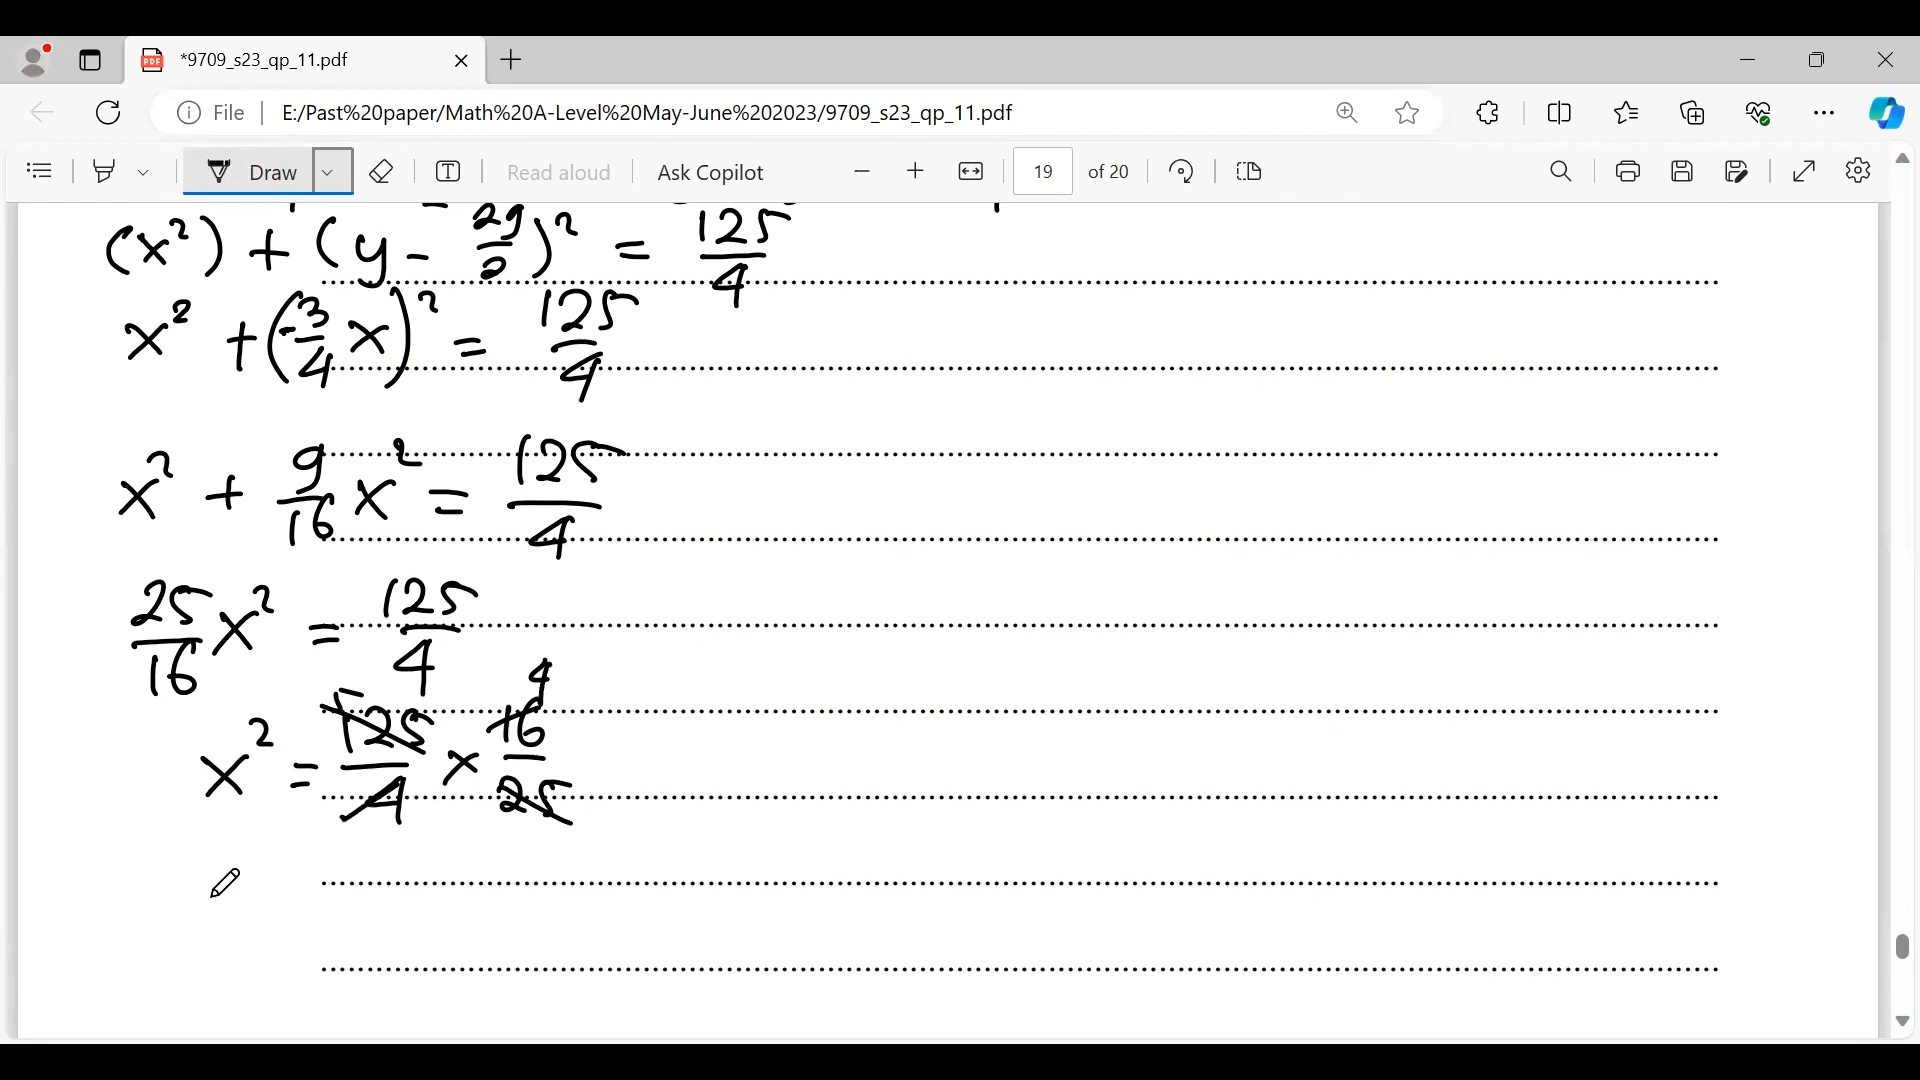 *9709_s23_qp_11.pdf
File E:/Past%20paper/Math%20A-Level%20May-June%202023/9709_s23_qp_11.pdf
Draw Read aloud Ask Copilot 19 of 20
(x²) + (y - 29/2)² = 125/4
x² + (-3/4 x)² = 125/4
x² + 9/16 x² = 125/4
25/16 x² = 125/4
x² = 125/4 × 16/25
5 4